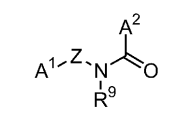 A²
A¹ Z N O
R⁹